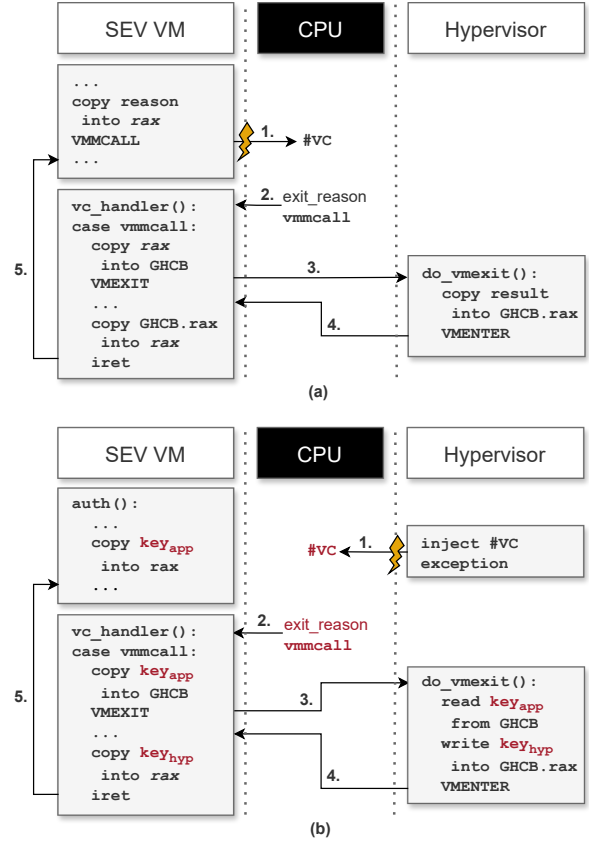 SEV VM
CPU
Hypervisor
...
copy reason
into rax
VMMCALL
...
1.
#VC
2.
exit_reason
vmmcall
vc_handler():
case vmmcall:
copy rax
into GHCB
VMEXIT
...
copy GHCB.rax
into rax
iret
3.
do_vmexit():
copy result
into GHCB.rax
VMENTER
4.
5.
(a)
SEV VM
CPU
Hypervisor
auth():
...
copy keyapp
into rax
...
#VC
1.
inject #VC
exception
2.
exit_reason
vmmcall
vc_handler():
case vmmcall:
copy keyapp
into GHCB
VMEXIT
...
copy keyhyp
into rax
iret
3.
do_vmexit():
read keyapp
from GHCB
write keyhyp
into GHCB.rax
VMENTER
4.
5.
(b)